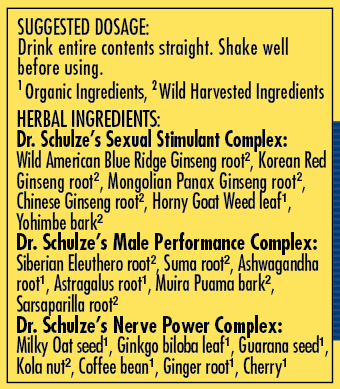 SUGGESTED DOSAGE:
Drink entire contents straight. Shake well
before using.
¹ Organic Ingredients, ² Wild Harvested Ingredients
HERBAL INGREDIENTS:
Dr. Schulze's Sexual Stimulant Complex:
Wild American Blue Ridge Ginseng root², Korean Red
Ginseng root², Mongolian Panax Ginseng root²,
Chinese Ginseng root², Horny Goat Weed leaf¹,
Yohimbe bark²
Dr. Schulze's Male Performance Complex:
Siberian Eleuthero root², Suma root², Ashwagandha
root¹, Astragalus root¹, Muira Puama bark²,
Sarsaparilla root²
Dr. Schulze's Nerve Power Complex:
Milky Oat seed¹, Ginkgo biloba leaf¹, Guarana seed¹,
Kola nut², Coffee bean¹, Ginger root¹, Cherry¹